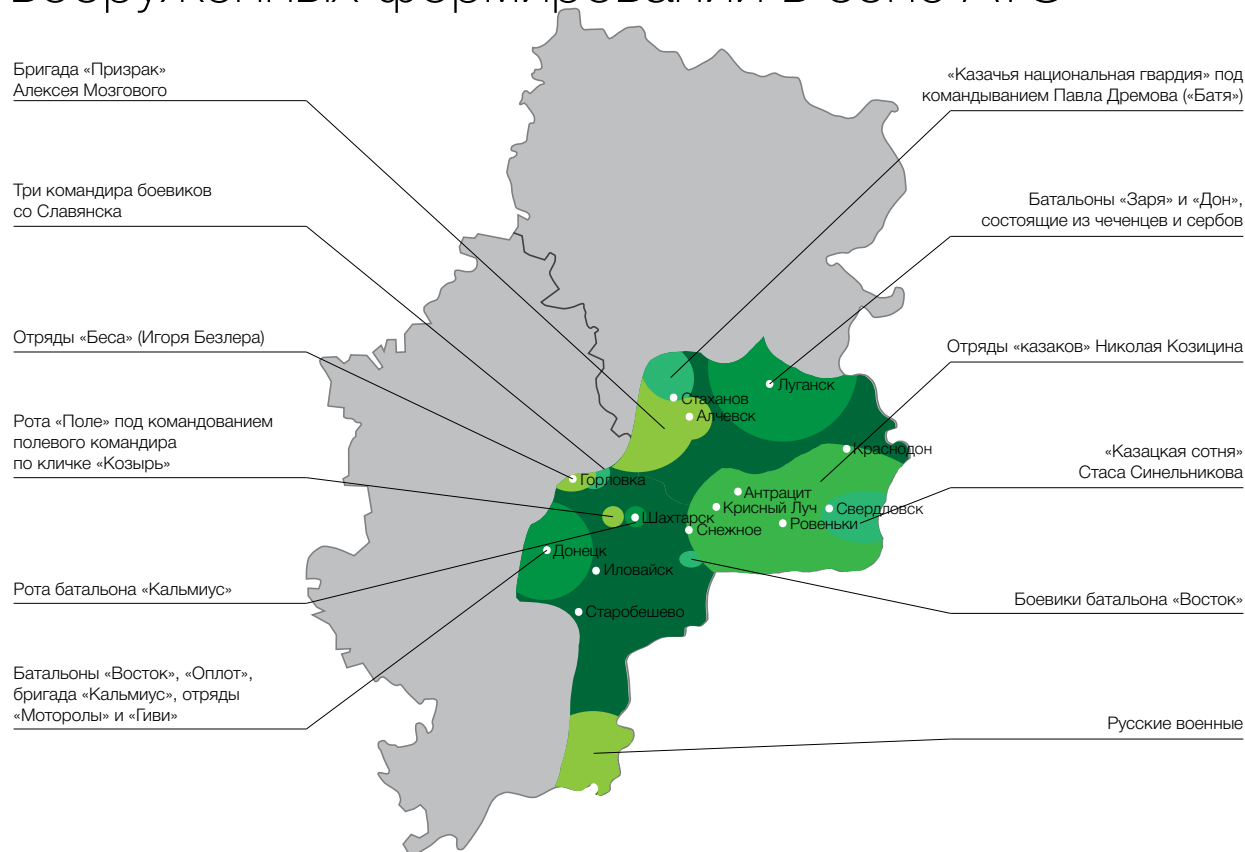 вооруженных формирований в зоне АТО
Бригада «Призрак»
Алексея Мозгового
Три командира боевиков
со Славянска
Отряды «Беса» (Игоря Безлера)
Рота «Поле» под командованием
полевого командира
по кличке «Козырь»
Рота батальона «Кальмиус»
Батальоны «Восток», «Оплот»,
бригада «Кальмиус», отряды
«Моторолы» и «Гиви»
«Казачья национальная гвардия» под
командыванием Павла Дремова («Батя»)
Батальоны «Заря» и «Дон»,
состоящие из чеченцев и сербов
Отряды «казаков» Николая Козицина
«Казацкая сотня»
Стаса Синельникова
Боевики батальона «Восток»
Русские военные
Луганск
Стаханов
Алчевск
Краснодон
Горловка
Антрацит
Крисный Луч
Свердловск
Шахтарск
Ровеньки
Снежное
Донецк
Иловайск
Старобешево